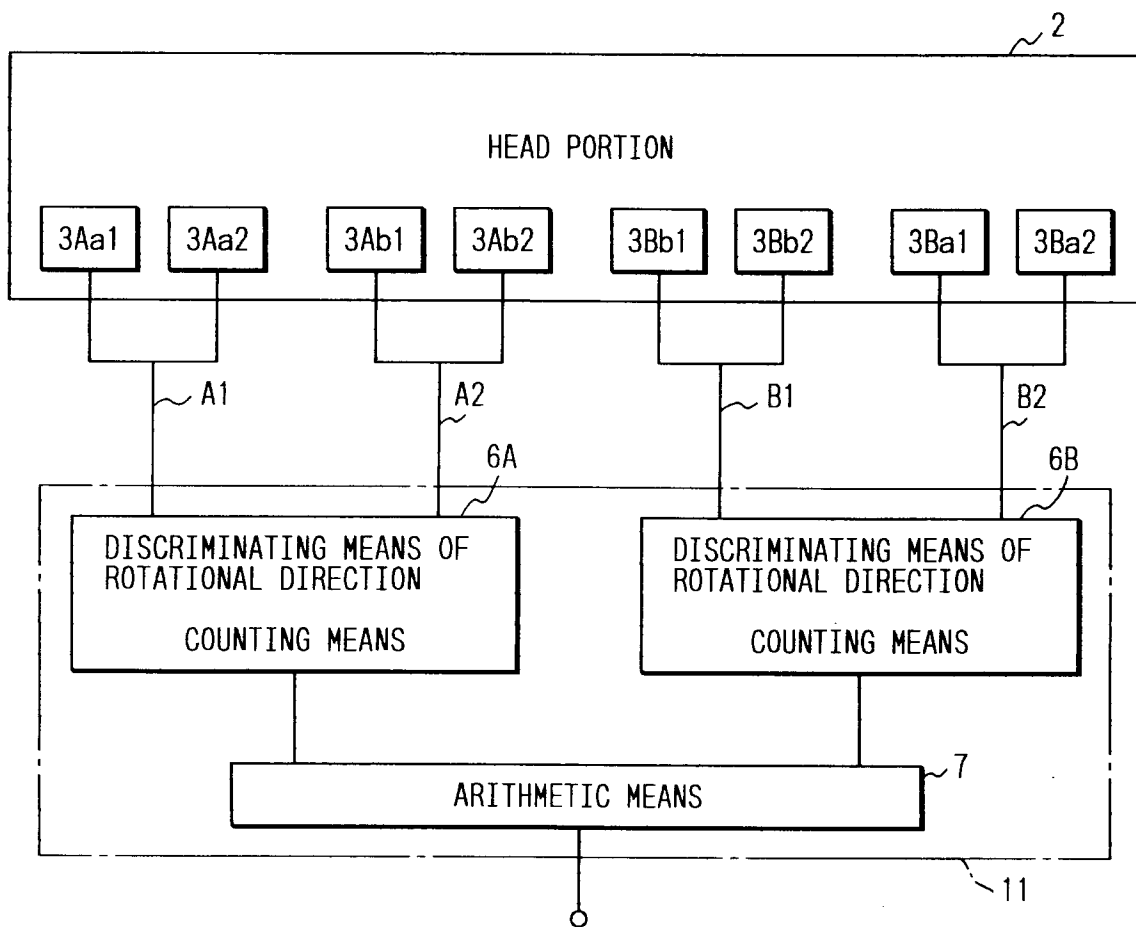 2
HEAD PORTION
3Aa1 3Aa2 3Ab1 3Ab2 3Bb1 3Bb2 3Ba1 3Ba2
A1 A2 B1 B2
6A 6B
DISCRIMINATING MEANS OF
ROTATIONAL DIRECTION
COUNTING MEANS
DISCRIMINATING MEANS OF
ROTATIONAL DIRECTION
COUNTING MEANS
7
ARITHMETIC MEANS
11